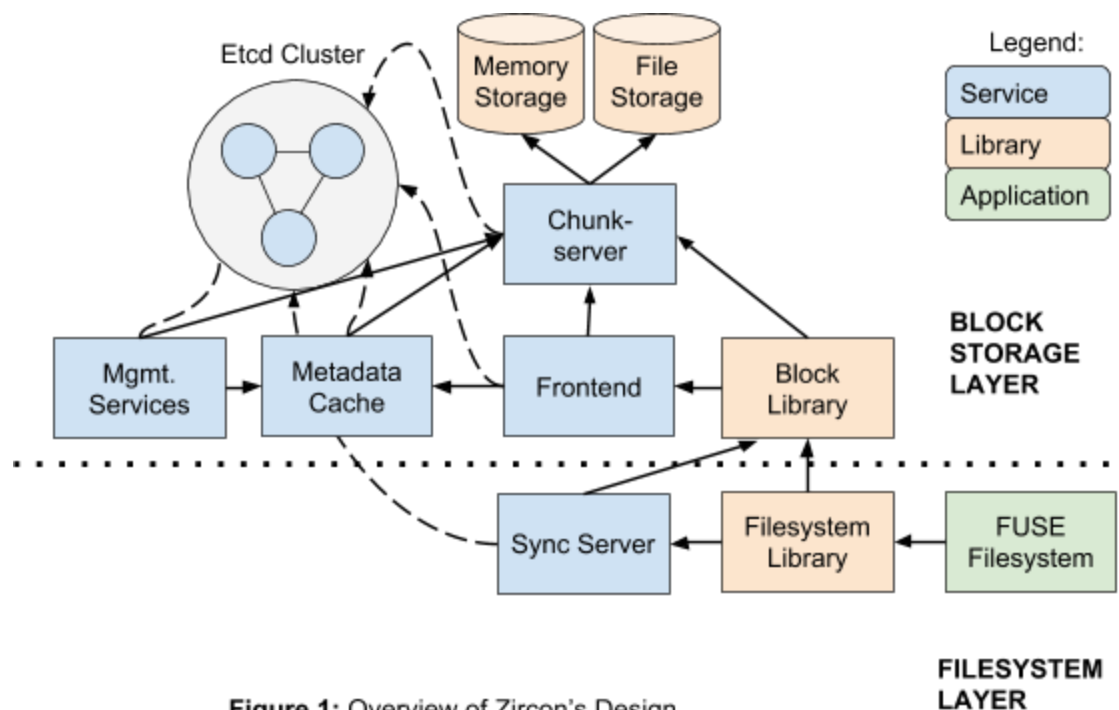 Etcd Cluster
Memory
Storage
File
Storage
Legend:
Service
Library
Application
Chunk-
server
BLOCK
STORAGE
LAYER
Mgmt.
Services
Metadata
Cache
Frontend
Block
Library
Sync Server
Filesystem
Library
FUSE
Filesystem
FILESYSTEM
LAYER
Figure 1: Overview of Zircon's Design